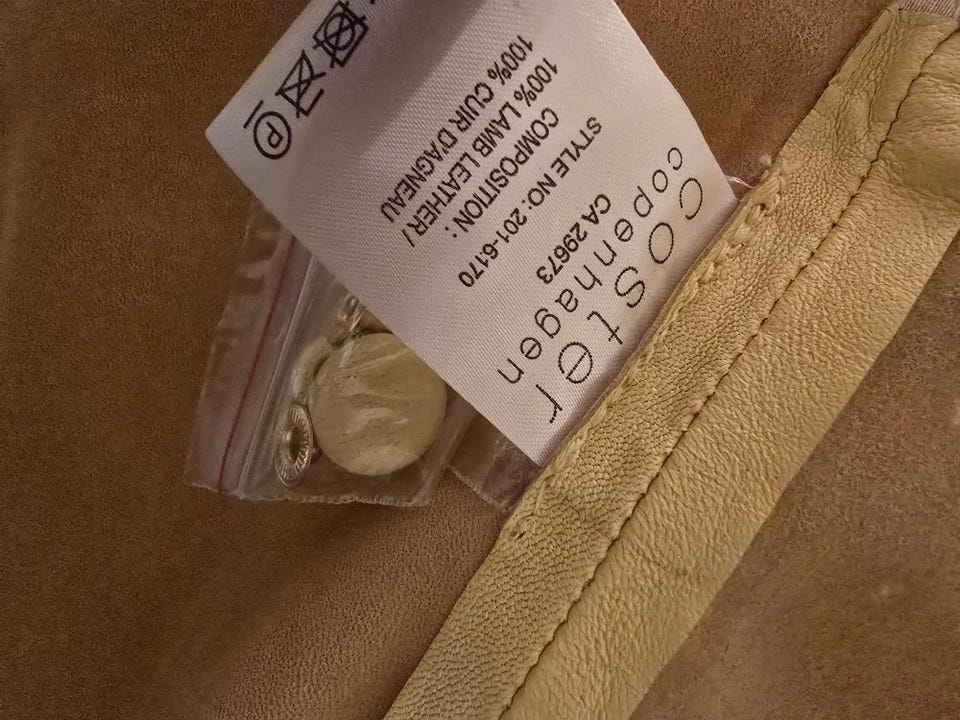 coster
copenhagen
CA 29673
STYLE NO: 201-6170
COMPOSITION :
100% LAMB LEATHER /
100% CUIR D'AGNEAU
P